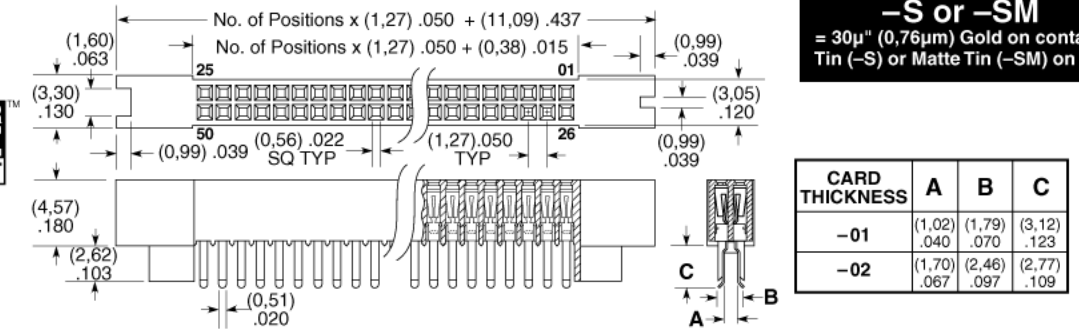 No. of Positions x (1,27) .050 + (11,09) .437
No. of Positions x (1,27) .050 + (0,38) .015
(1,60)
.063
(0,99)
.039
25
01
(3,30)
.130
(3,05)
.120
50
26
(0,99) .039
(0,56) .022
SQ TYP
(1,27).050
TYP
(0,99)
.039
(4,57)
.180
(2,62)
.103
(0,51)
.020
C
B
A
–S or –SM
= 30µ" (0,76µm) Gold on conta
Tin (–S) or Matte Tin (–SM) on
CARD THICKNESS A B C
–01 (1,02) .040 (1,79) .070 (3,12) .123
–02 (1,70) .067 (2,46) .097 (2,77) .109
TM